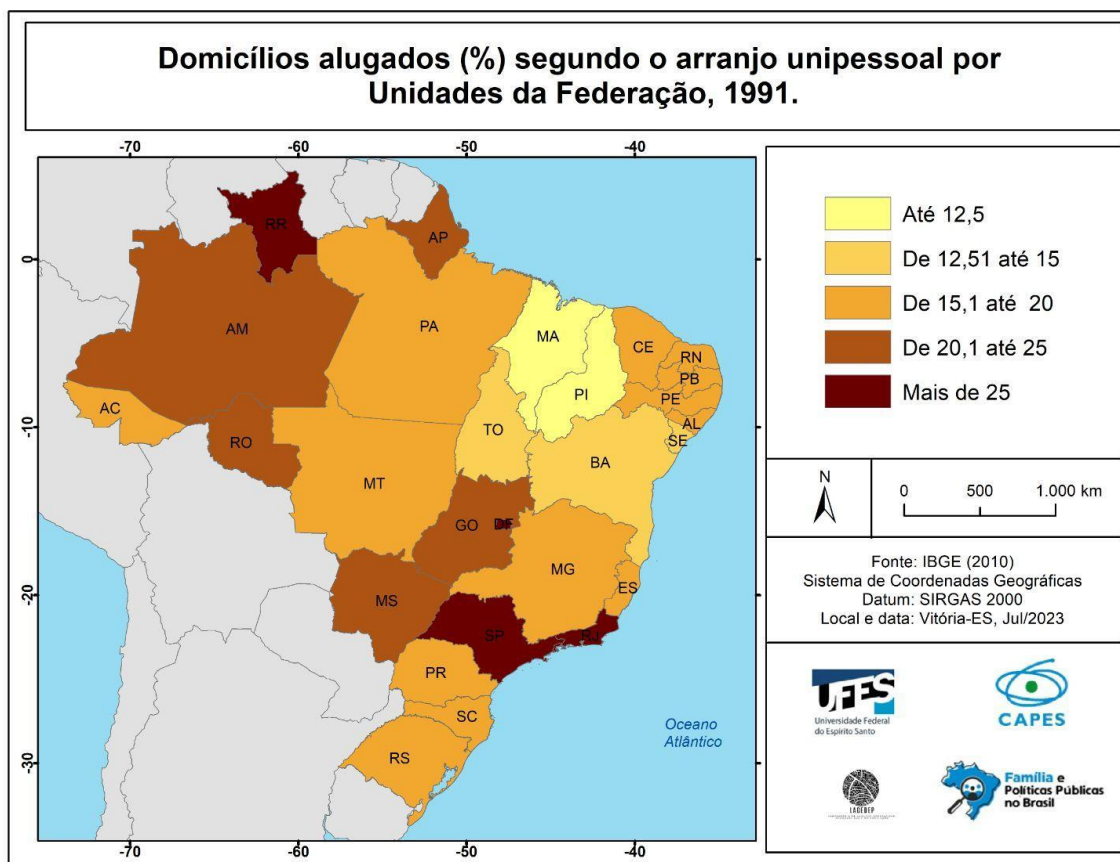 Domicílios alugados (%) segundo o arranjo unipessoal por
Unidades da Federação, 1991.
-70
-60
-50
-40
0
-10
-20
-30
0
-10
-20
-30
-70
-60
-50
-40
RR
AP
AM
PA
MA
CE
RN
PB
PE
AL
SE
PI
AC
RO
TO
BA
MT
GO
DF
MG
ES
MS
SP
RJ
PR
SC
RS
Oceano
Atlântico
Até 12,5
De 12,51 até 15
De 15,1 até 20
De 20,1 até 25
Mais de 25
N
0 500 1.000 km
Fonte: IBGE (2010)
Sistema de Coordenadas Geográficas
Datum: SIRGAS 2000
Local e data: Vitória-ES, Jul/2023
UFES
Universidade Federal
do Espírito Santo
CAPES
LAGEBEP
Família e
Políticas Públicas
no Brasil